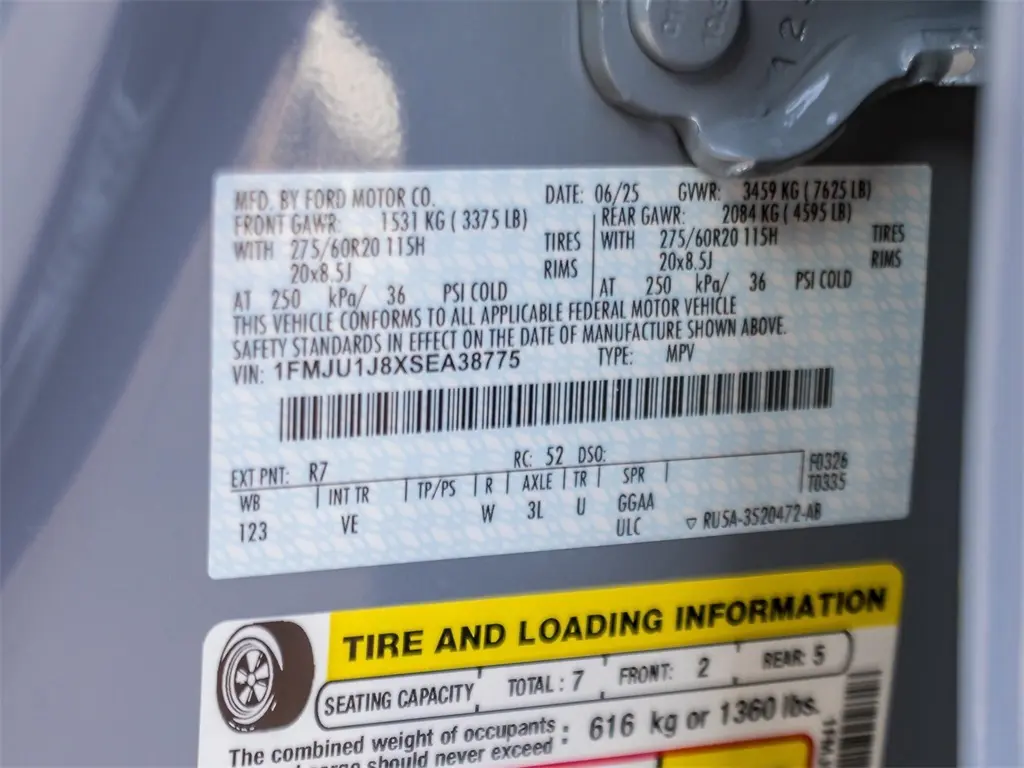 MFD. BY FORD MOTOR CO. DATE: 06/25 GVWR: 3459 KG ( 7625 LB)
FRONT GAWR: 1531 KG ( 3375 LB) REAR GAWR: 2084 KG ( 4595 LB)
WITH 275/60R20 115H TIRES WITH 275/60R20 115H TIRES
20x8.5J RIMS 20x8.5J RIMS
AT 250 kPa/ 36 PSI COLD AT 250 kPa/ 36 PSI COLD
THIS VEHICLE CONFORMS TO ALL APPLICABLE FEDERAL MOTOR VEHICLE
SAFETY STANDARDS IN EFFECT ON THE DATE OF MANUFACTURE SHOWN ABOVE.
VIN: 1FMJU1J8XSEA38775 TYPE: MPV
EXT PNT: R7 RC: 52 DSO: F0326
WB INT TR TP/PS R AXLE TR SPR T0335
123 VE W 3L U GGAA
ULC ▽ RU5A-3520472-AB
TIRE AND LOADING INFORMATION
SEATING CAPACITY TOTAL : 7 FRONT: 2 REAR: 5
The combined weight of occupants : 616 kg or 1360 lbs.
should never exceed